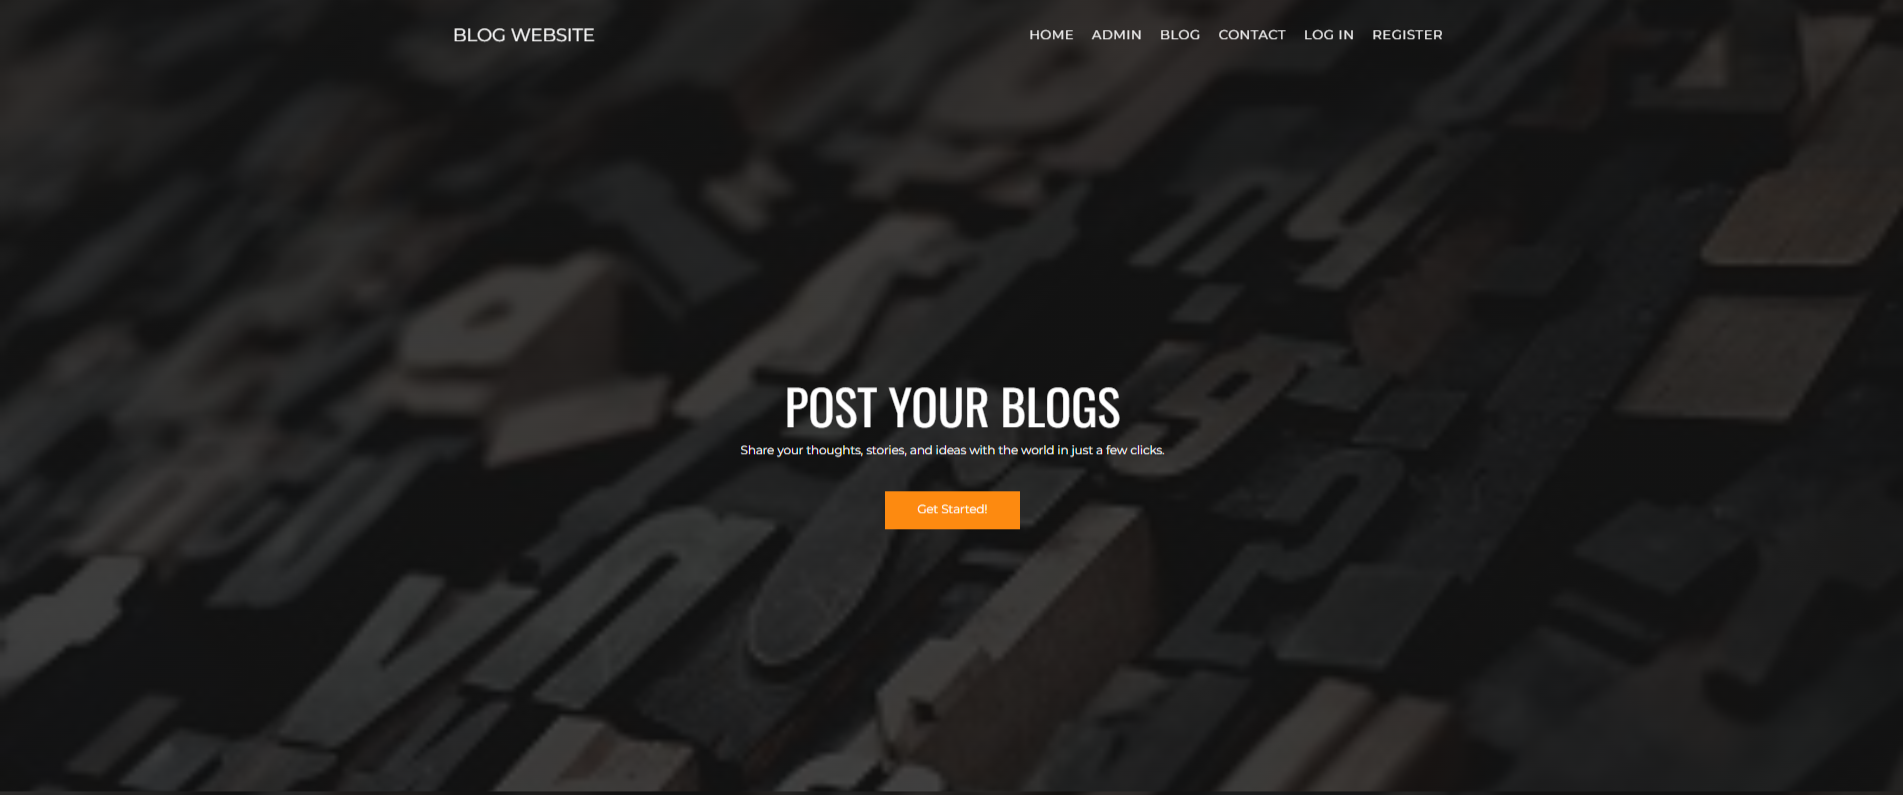 BLOG WEBSITE
HOME ADMIN BLOG CONTACT LOG IN REGISTER
POST YOUR BLOGS
Share your thoughts, stories, and ideas with the world in just a few clicks.
Get Started!